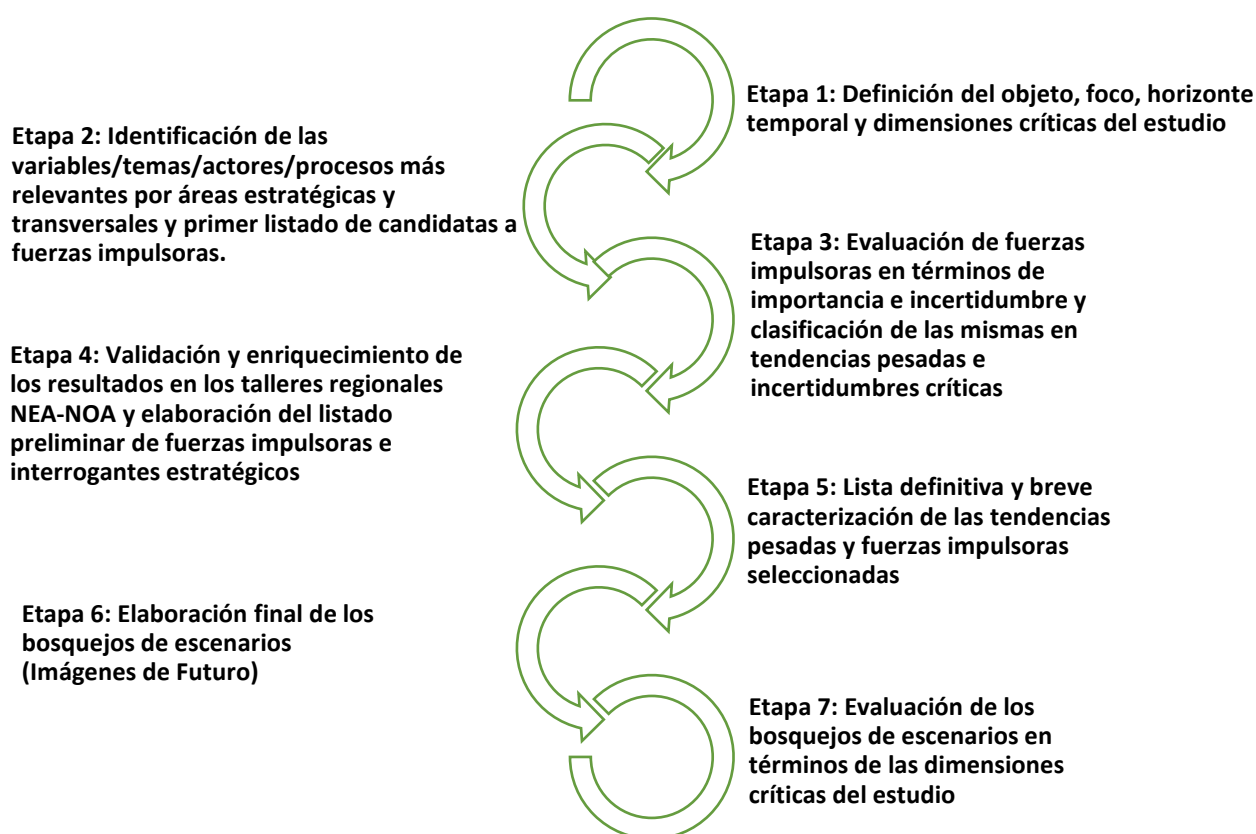 Etapa 1: Definición del objeto, foco, horizonte
temporal y dimensiones críticas del estudio
Etapa 2: Identificación de las
variables/temas/actores/procesos más
relevantes por áreas estratégicas y
transversales y primer listado de candidatas a
fuerzas impulsoras.
Etapa 3: Evaluación de fuerzas
impulsoras en términos de
importancia e incertidumbre y
clasificación de las mismas en
tendencias pesadas e
incertidumbres críticas
Etapa 4: Validación y enriquecimiento de
los resultados en los talleres regionales
NEA-NOA y elaboración del listado
preliminar de fuerzas impulsoras e
interrogantes estratégicos
Etapa 5: Lista definitiva y breve
caracterización de las tendencias
pesadas y fuerzas impulsoras
seleccionadas
Etapa 6: Elaboración final de los
bosquejos de escenarios
(Imágenes de Futuro)
Etapa 7: Evaluación de los
bosquejos de escenarios en
términos de las dimensiones
críticas del estudio